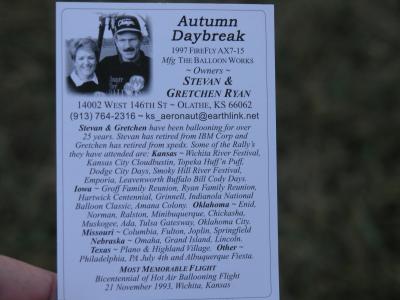 Autumn
Daybreak
1997 FireFly AX7-15
Mfg The Balloon Works
~ Owners ~
Stevan &
Gretchen Ryan
14002 West 146th St ~ Olathe, KS 66062
(913) 764-2316 ~ ks_aeronaut@earthlink.net
Stevan & Gretchen have been ballooning for over
25 years. Stevan has retired from IBM Corp and
Gretchen has retired from speds. Some of the Rally's
they have attended are: Kansas ~ Wichita River Festival,
Kansas City Cloudbustin, Topeka Huff'n Puff,
Dodge City Days, Smoky Hill River Festival,
Emporia, Leavenworth Buffalo Bill Cody Days.
Iowa ~ Groff Family Reunion, Ryan Family Reunion,
Hartwick Centennial, Grinnell, Indianola National
Balloon Classic, Amana Colony. Oklahoma ~ Enid,
Norman, Ralston, Minibuquerque, Chickasha,
Muskogee, Ada, Tulsa Gatesway, Oklahoma City.
Missouri ~ Columbia, Fulton, Joplin, Springfield
Nebraska ~ Omaha, Grand Island, Lincoln.
Texas ~ Plano & Highland Village. Other ~
Philadelphia, PA July 4th and Albuquerque Fiesta.
Most Memorable Flight
Bicentennial of Hot Air Ballooning Flight
21 November 1993, Wichita, Kansas